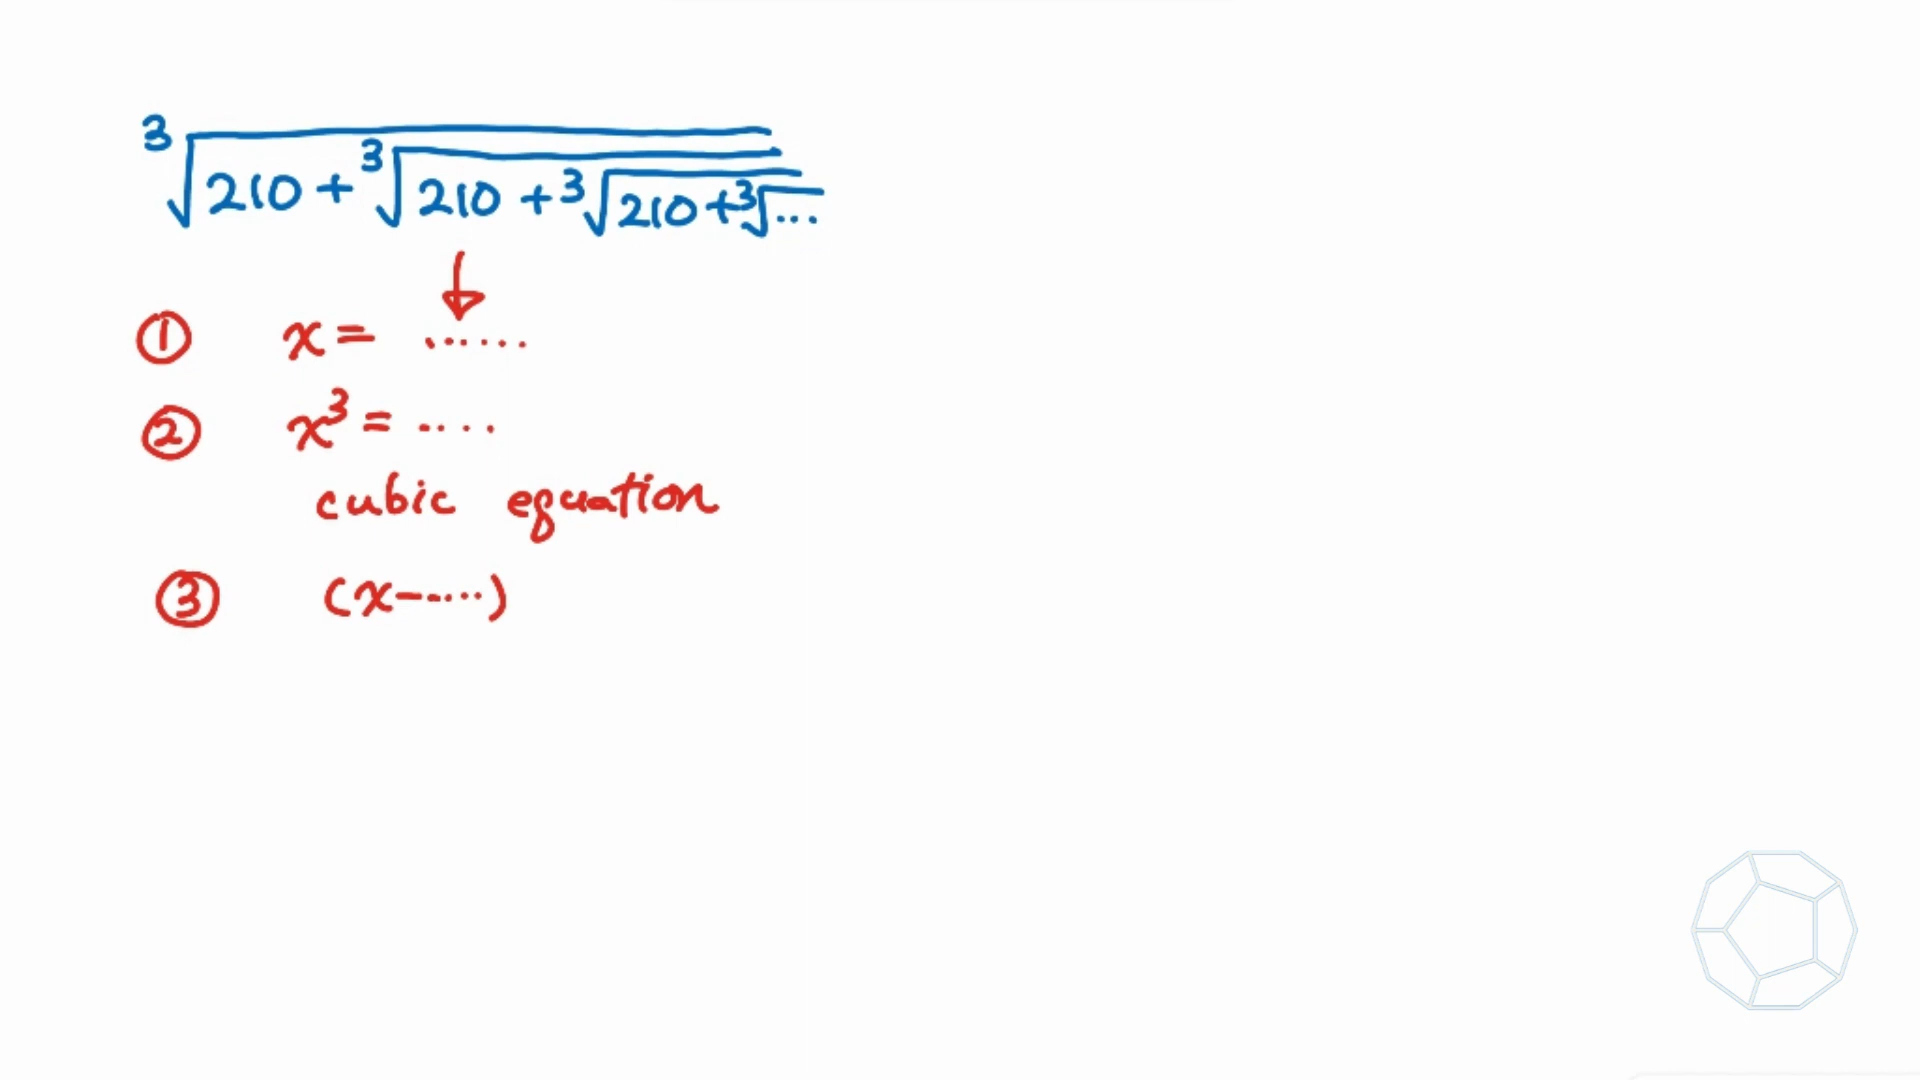 ∛(210 + ∛(210 + ∛(210 + ∛...
① x = ......
② x³ = ....
cubic equation
③ (x - ....)